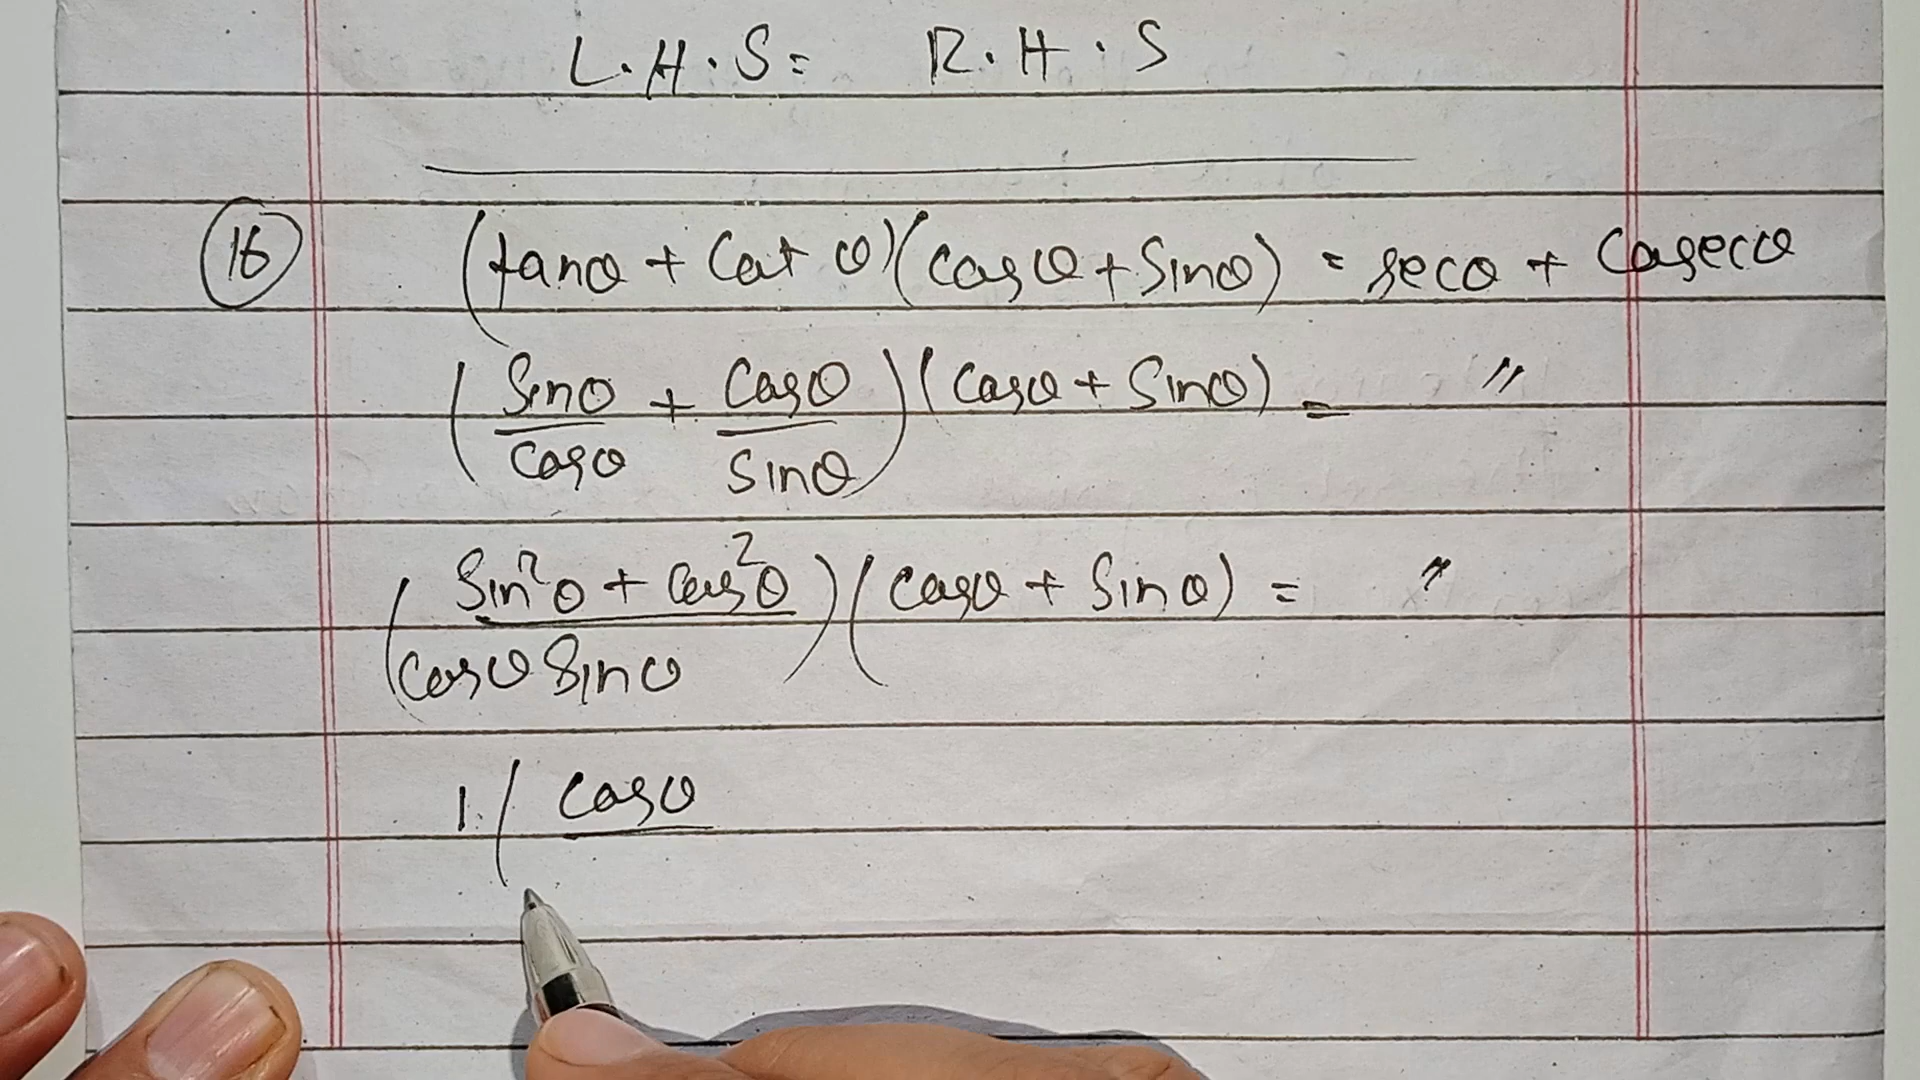 L.H.S = R.H.S
16 (tanθ + Cot θ)(cosθ + Sinθ) = secθ + Cosecθ
(Sinθ/cosθ + Cosθ/Sinθ)(cosθ + Sinθ) = "
(Sin²θ + Cos²θ / cosθ Sinθ)(cosθ + Sinθ) = "
1. ( cosθ